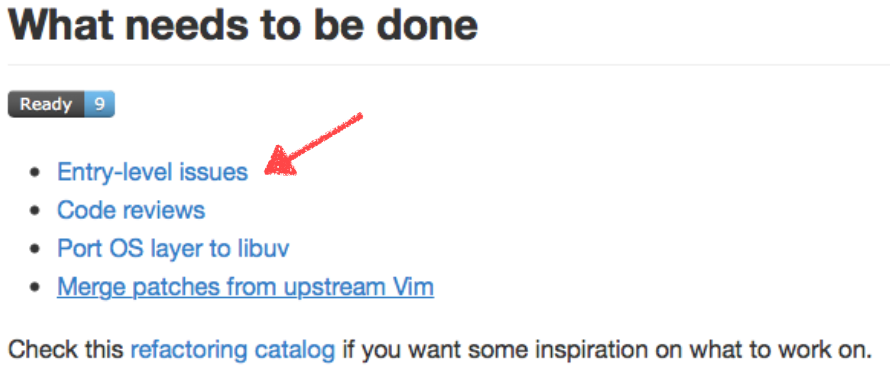 What needs to be done
Ready 9
Entry-level issues
Code reviews
Port OS layer to libuv
Merge patches from upstream Vim
Check this refactoring catalog if you want some inspiration on what to work on.